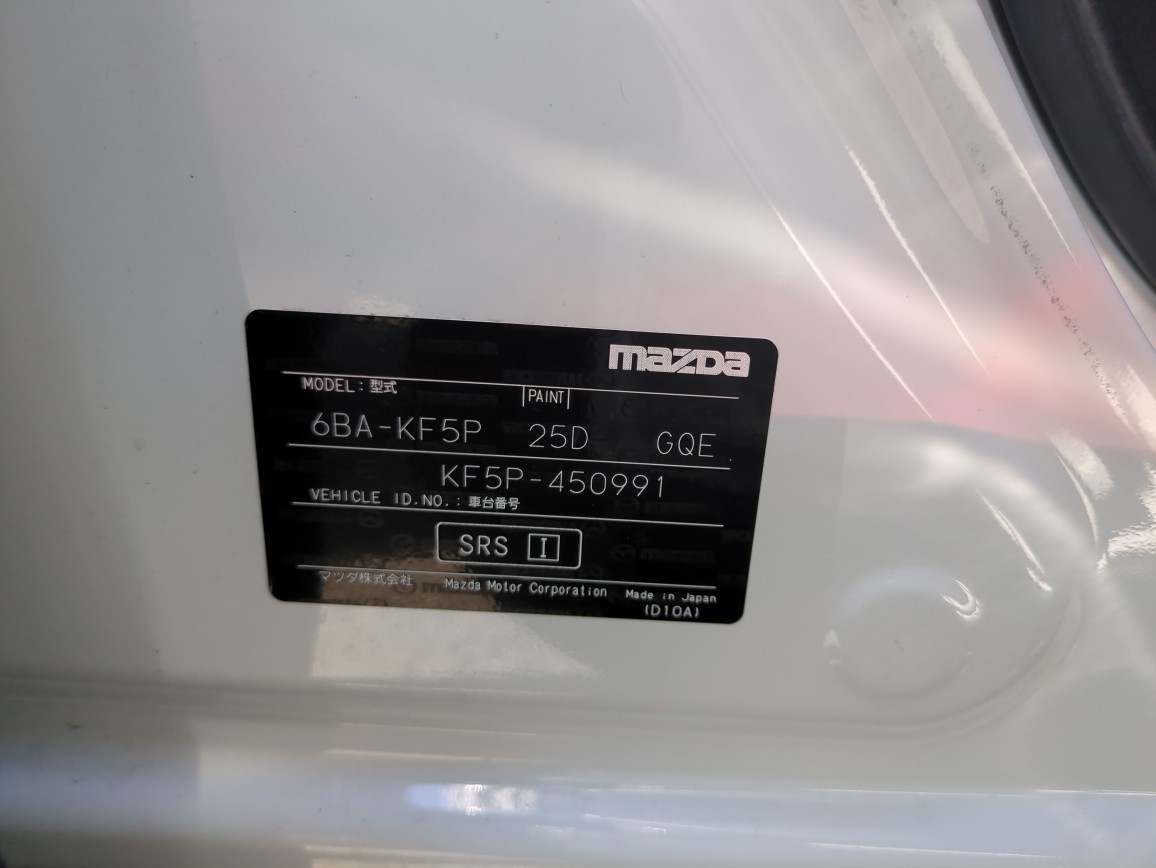 mazDa
MODEL：型式 PAINT
6BA-KF5P 25D GQE
KF5P-450991
VEHICLE ID.NO.：車台番号
SRS I
マツダ株式会社 Mazda Motor Corporation Made in Japan
(D10A)